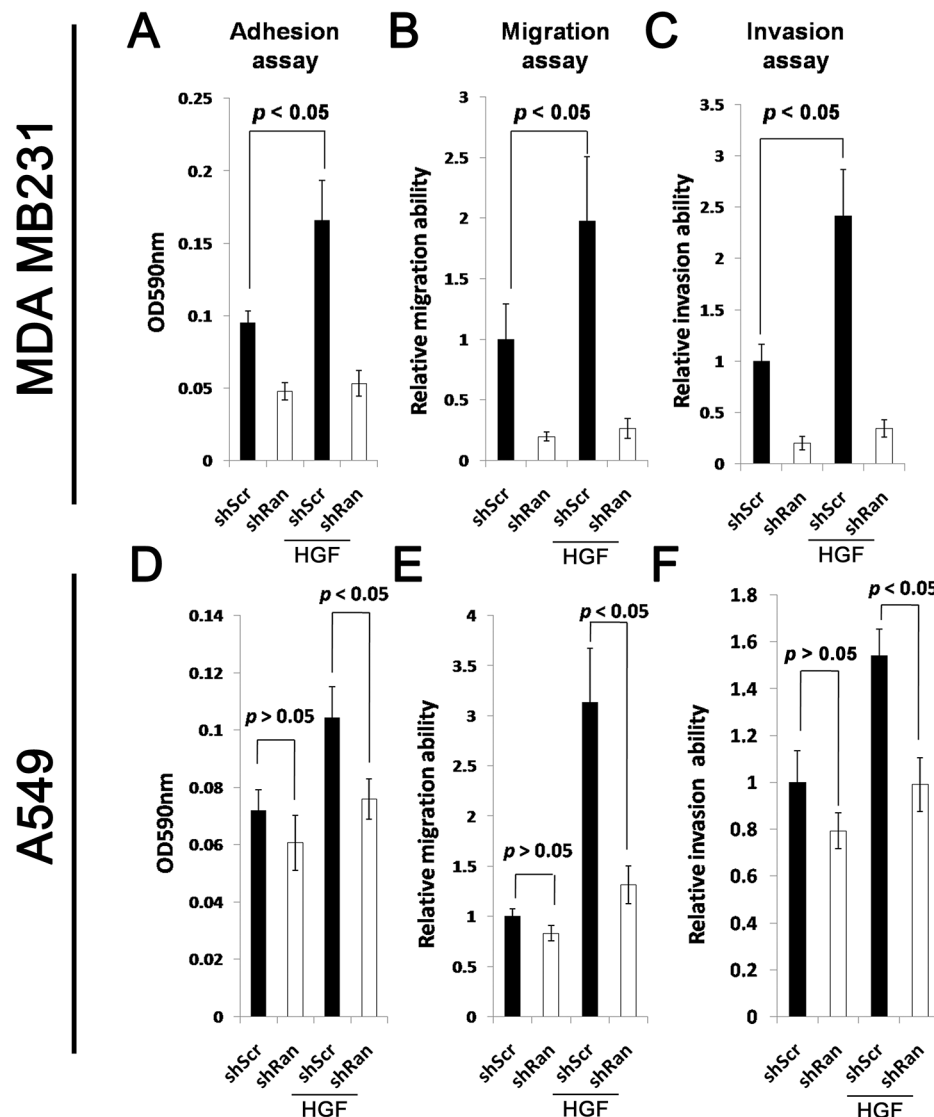 MDA MB231
A
Adhesion
assay
0.25
0.2
0.15
0.1
0.05
0
OD590nm
p < 0.05
shScr
shRan
shScr
shRan
HGF
B
Migration
assay
3
2.5
2
1.5
1
0.5
0
Relative migration ability
p < 0.05
shScr
shRan
shScr
shRan
HGF
C
Invasion
assay
3.5
3
2.5
2
1.5
1
0.5
0
Relative invasion ability
p < 0.05
shScr
shRan
shScr
shRan
HGF
A549
D
0.14
0.12
0.1
0.08
0.06
0.04
0.02
0
OD590nm
p > 0.05
p < 0.05
shScr
shRan
shScr
shRan
HGF
E
4
3.5
3
2.5
2
1.5
1
0.5
0
Relative migration ability
p > 0.05
p < 0.05
shScr
shRan
shScr
shRan
HGF
F
1.8
1.6
1.4
1.2
1
0.8
0.6
0.4
0.2
0
Relative invasion ability
p > 0.05
p < 0.05
shScr
shRan
shScr
shRan
HGF